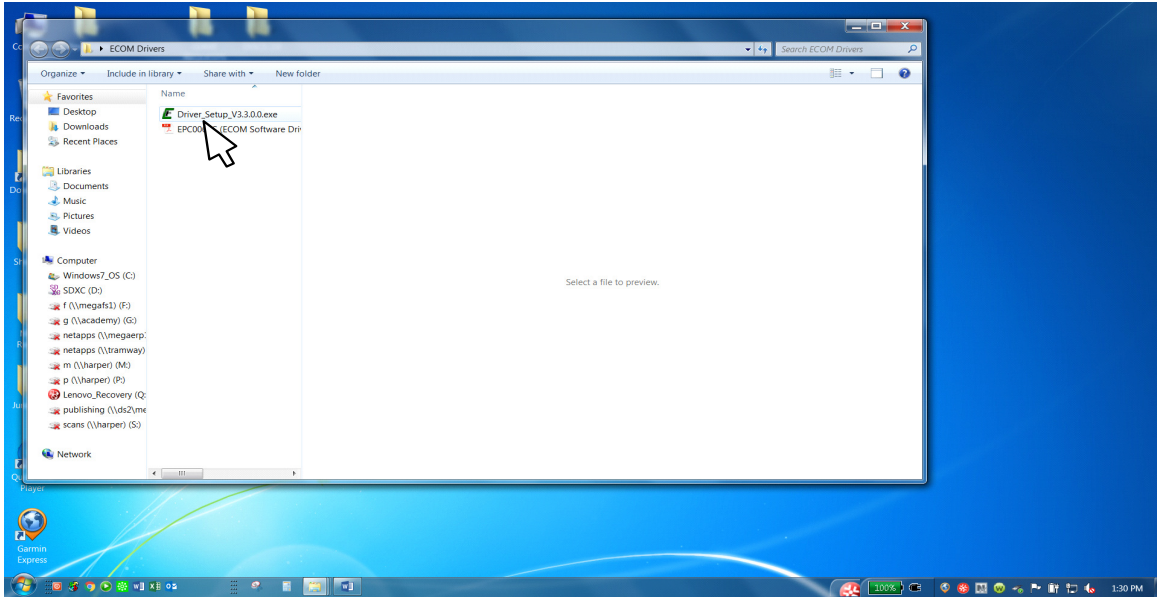 ECOM Drivers
Search ECOM Drivers
Organize
Include in library
Share with
New folder
Name
Favorites
Desktop
Downloads
Recent Places
Driver_Setup_V3.3.0.0.exe
(ECOM Software Dri
Libraries
Documents
Music
Pictures
Videos
Computer
Windows7_OS (C:)
SDXC (D:)
f (\\megafs1) (F:)
g (\\academy) (G:)
netapps (\\megaerp
netapps (\\tramway)
m (\\harper) (M:)
p (\\harper) (P:)
Lenovo_Recovery (Q:
publishing (\\ds2\me
scans (\\harper) (S:)
Network
Select a file to preview.
Player
Garmin
Express
100%
1:30 PM